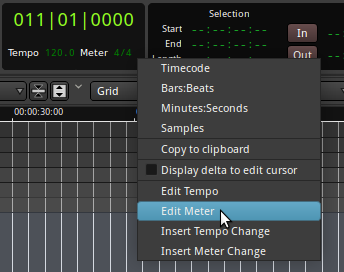 Selection
011|01|0000
Start --:--:--:-- In
End --:--:--:-- Out
Tempo 120.0 Meter 4/4
Timecode
Grid
Bars:Beats
00:00:30:00
Minutes:Seconds
Samples
Copy to clipboard
Display delta to edit cursor
Edit Tempo
Edit Meter
Insert Tempo Change
Insert Meter Change